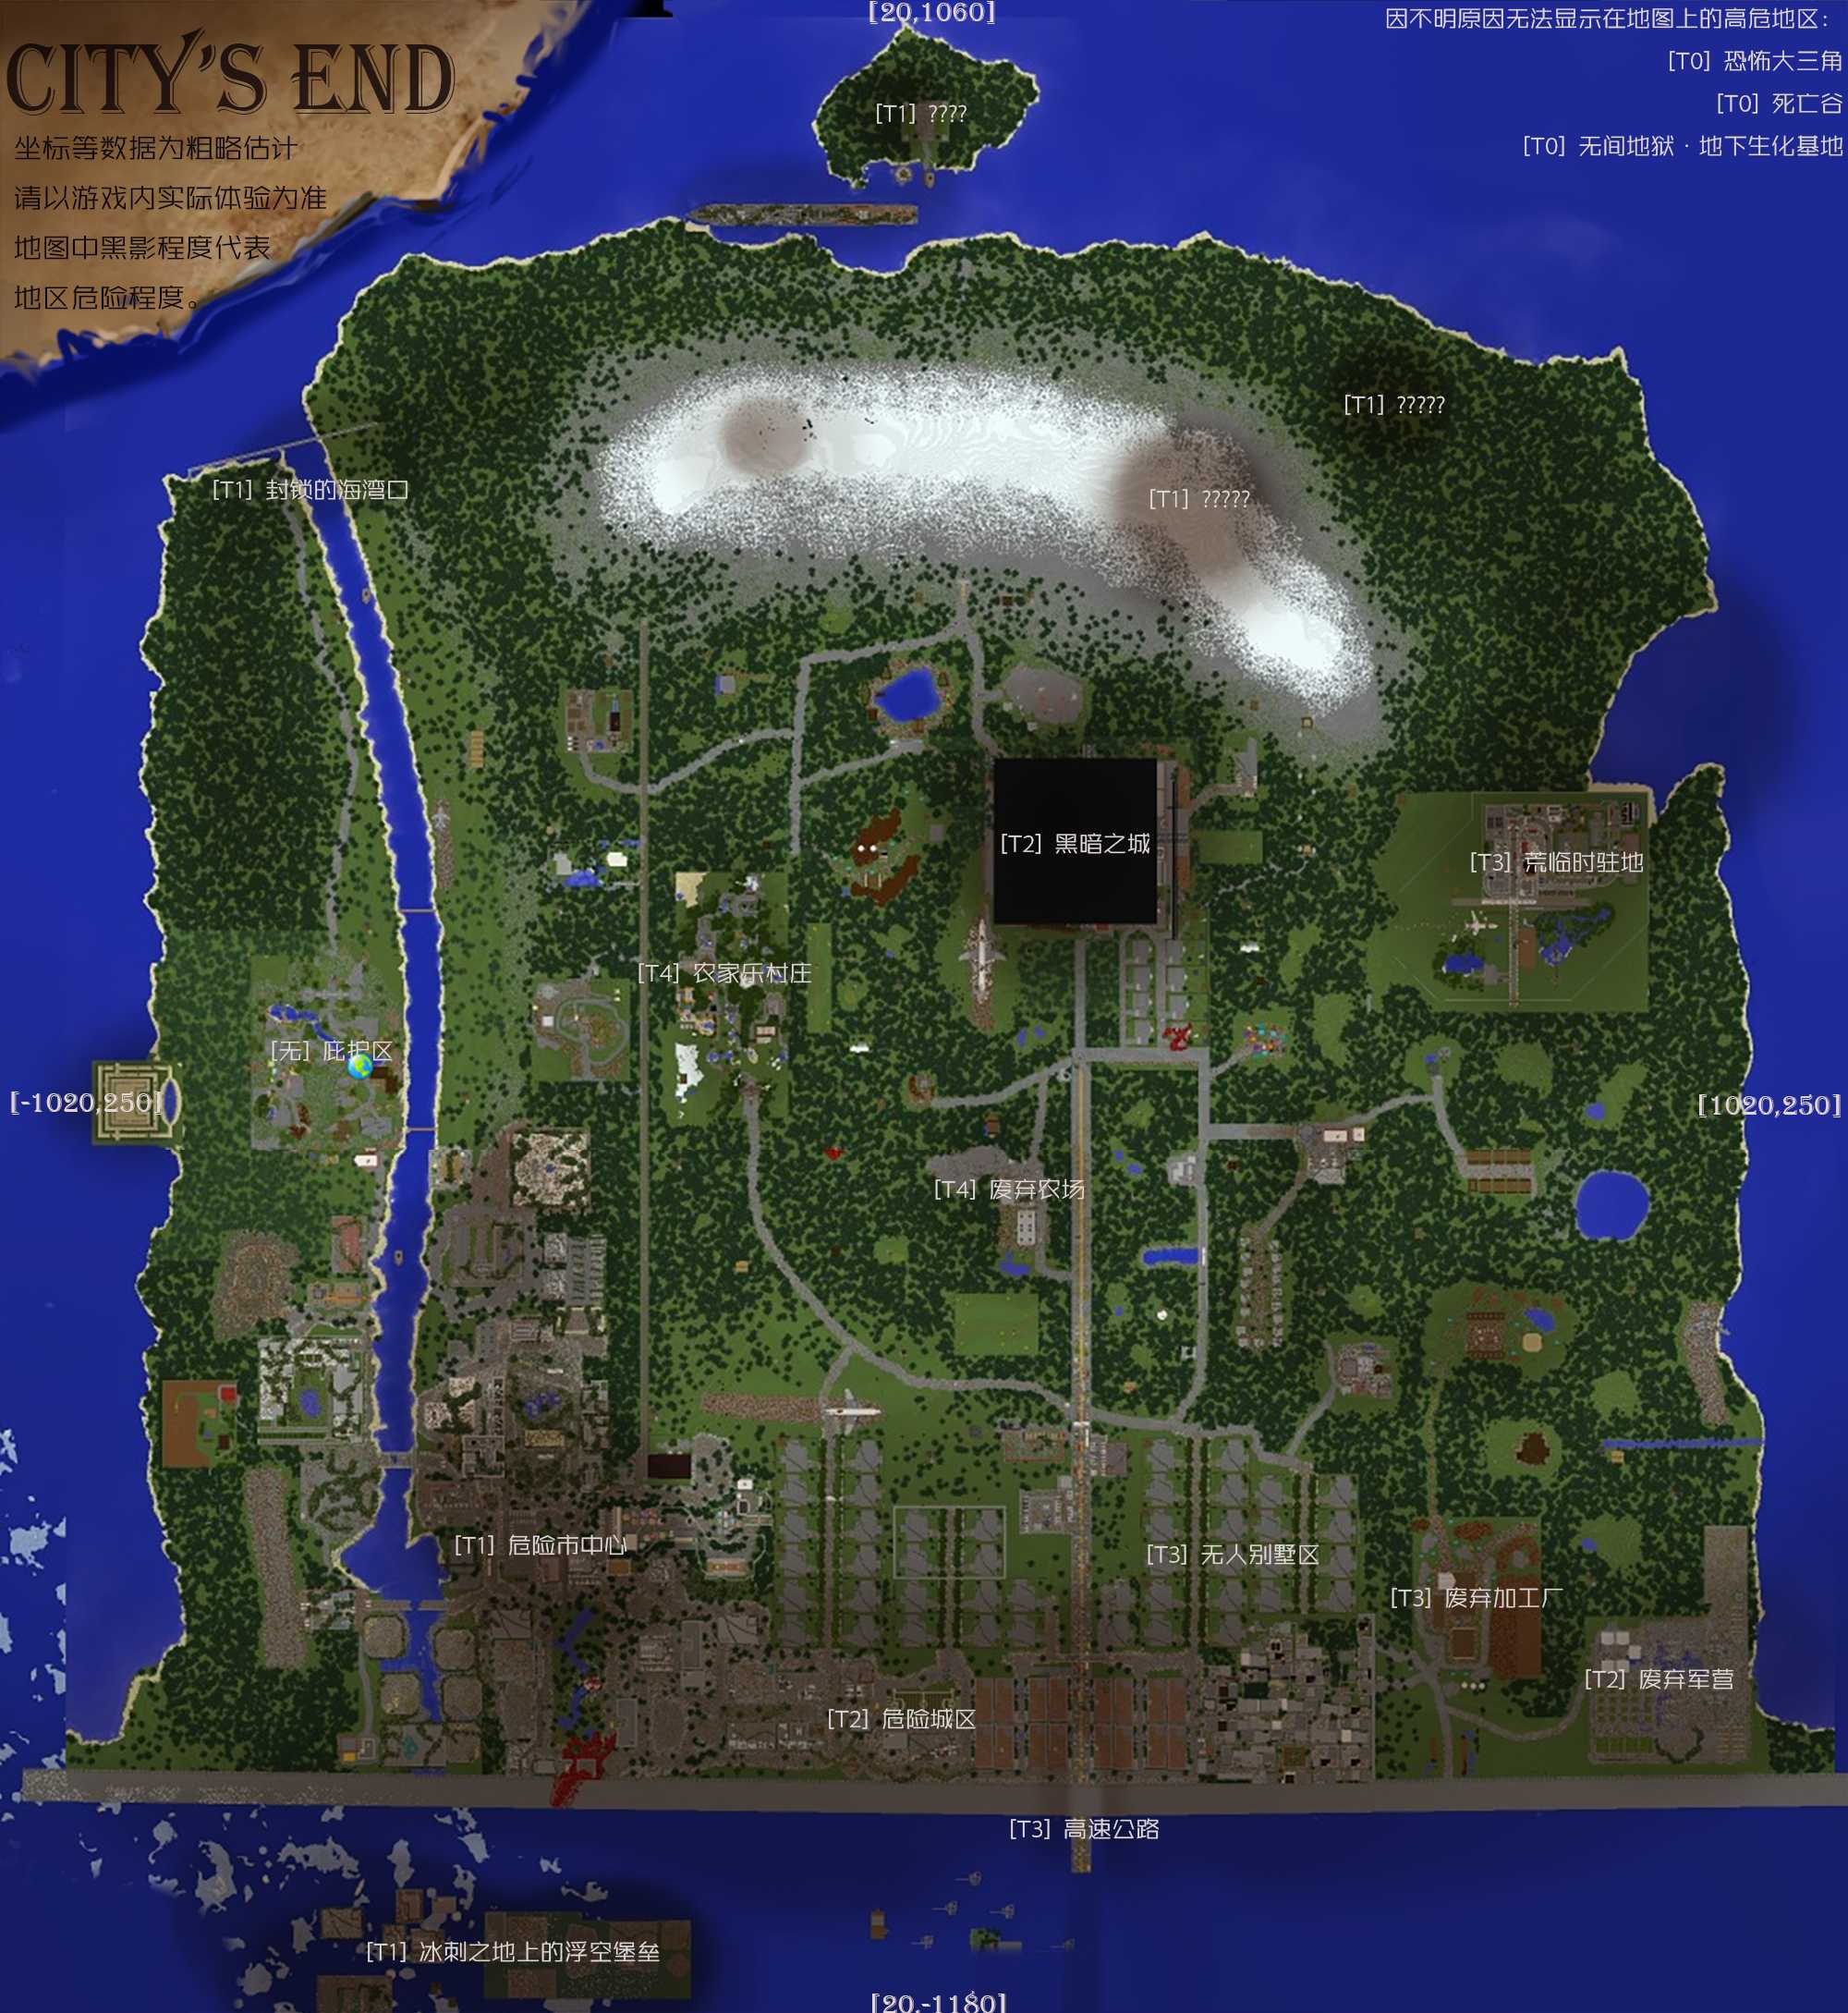 [20,1060]
CITY'S END
坐标等数据为粗略估计
请以游戏内实际体验为准
地图中黑影程度代表
地区危险程度。
因不明原因无法显示在地图上的高危地区：
[T0] 恐怖大三角
[T0] 死亡谷
[T0] 无间地狱·地下生化基地
[T1] ????
[T1] ?????
[T1] 封锁的海湾口
[T1] ?????
[T2] 黑暗之城
[T3] 荒临时驻地
[T4] 农家乐村庄
[无] 庇护区
[-1020,250]
[1020,250]
[T4] 废弃农场
[T1] 危险市中心
[T3] 无人别墅区
[T3] 废弃加工厂
[T2] 废弃军营
[T2] 危险城区
[T3] 高速公路
[T1] 冰刺之地上的浮空堡垒
[20,-1180]